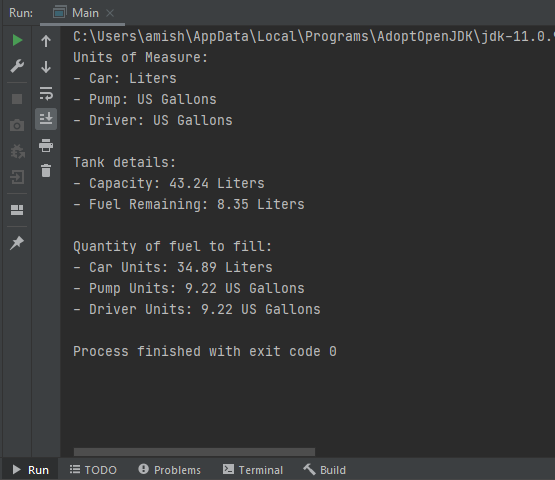 Run: Main
C:\Users\amish\AppData\Local\Programs\AdoptOpenJDK\jdk-11.0.9
Units of Measure:
- Car: Liters
- Pump: US Gallons
- Driver: US Gallons
Tank details:
- Capacity: 43.24 Liters
- Fuel Remaining: 8.35 Liters
Quantity of fuel to fill:
- Car Units: 34.89 Liters
- Pump Units: 9.22 US Gallons
- Driver Units: 9.22 US Gallons
Process finished with exit code 0
Run TODO Problems Terminal Build